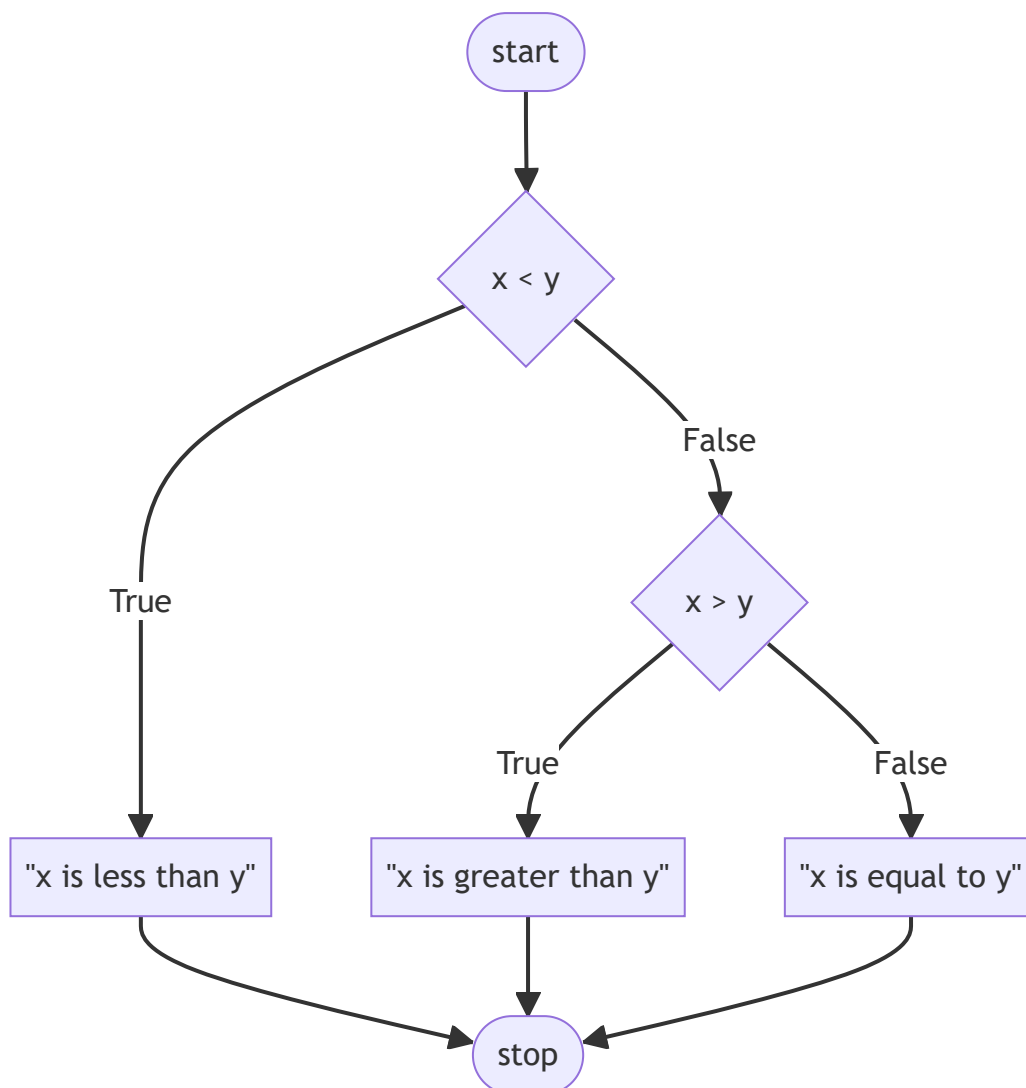 start
x < y
False
True
x > y
True
False
"x is less than y"
"x is greater than y"
"x is equal to y"
stop